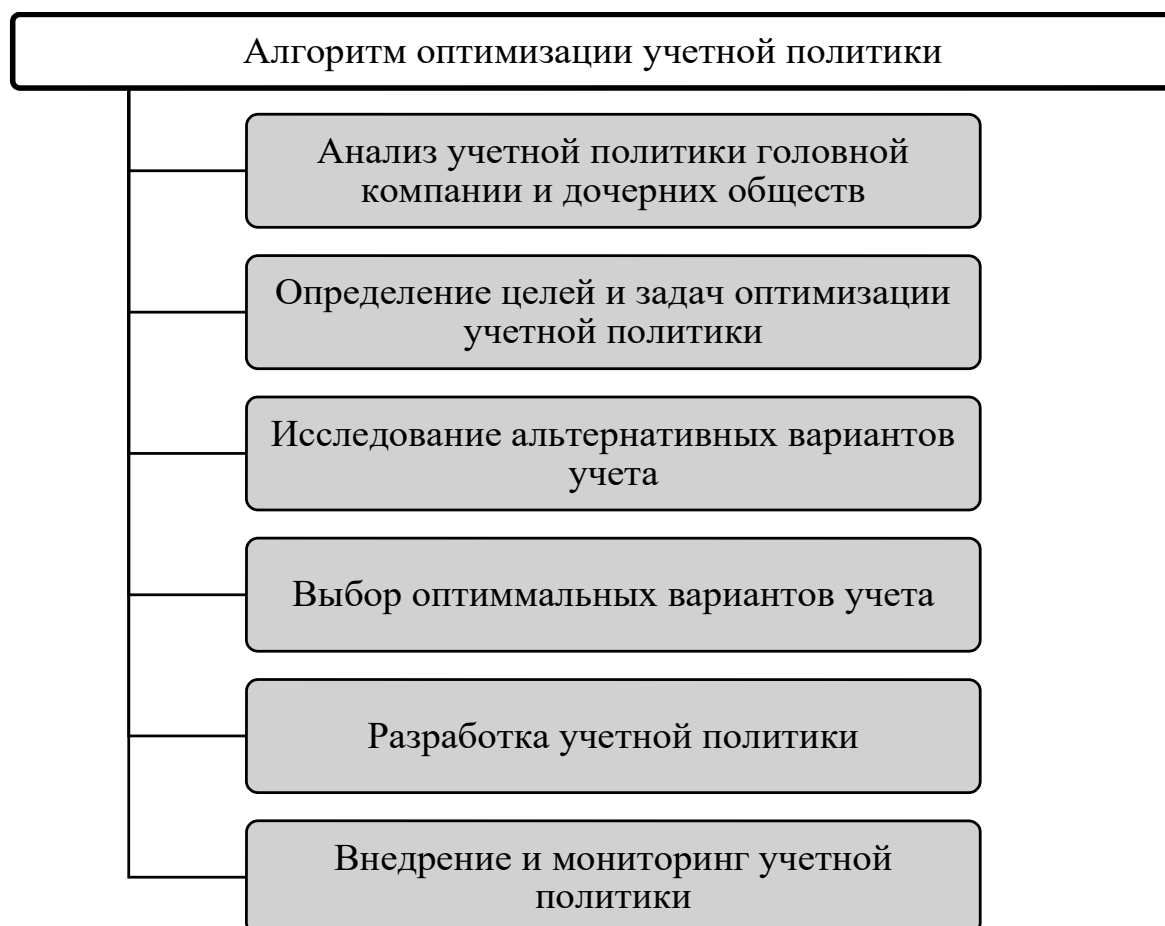 Алгоритм оптимизации учетной политики
Анализ учетной политики головной
компании и дочерних обществ
Определение целей и задач оптимизации
учетной политики
Исследование альтернативных вариантов
учета
Выбор оптиммальных вариантов учета
Разработка учетной политики
Внедрение и мониторинг учетной
политики